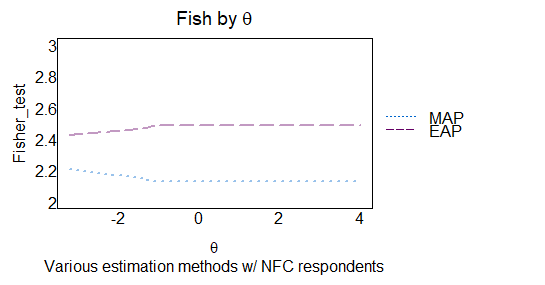 Fish by θ
Fisher_test
3
2.8
2.6
2.4
2.2
2
-2 0 2 4
θ
Various estimation methods w/ NFC respondents
MAP
EAP